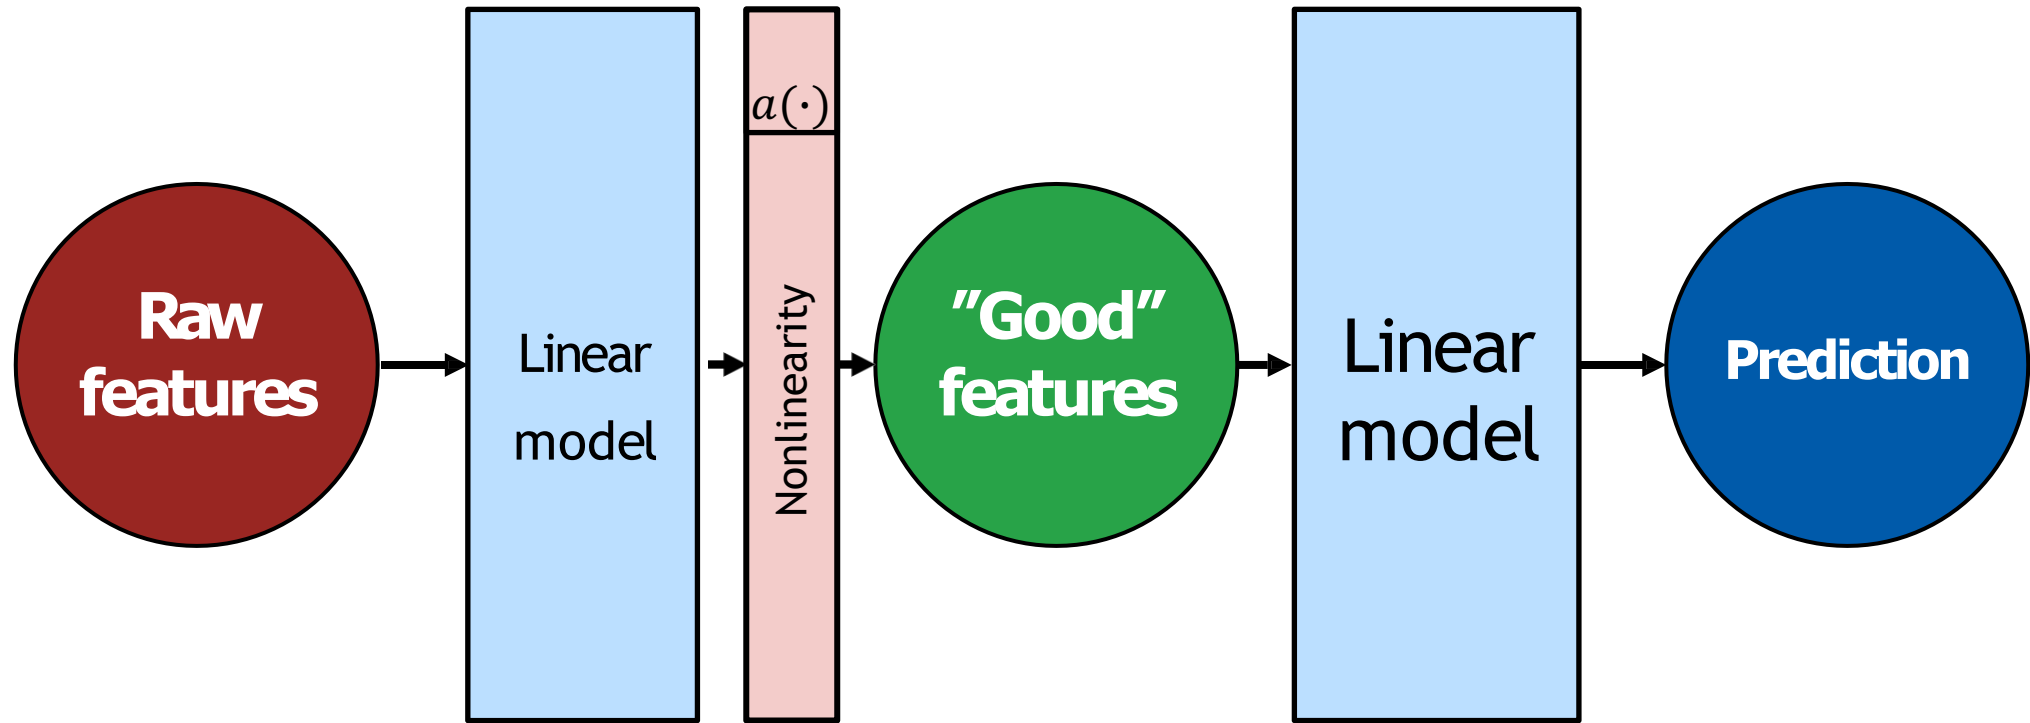 Raw
features
Linear
model
a(·)
Nonlinearity
"Good"
features
Linear
model
Prediction